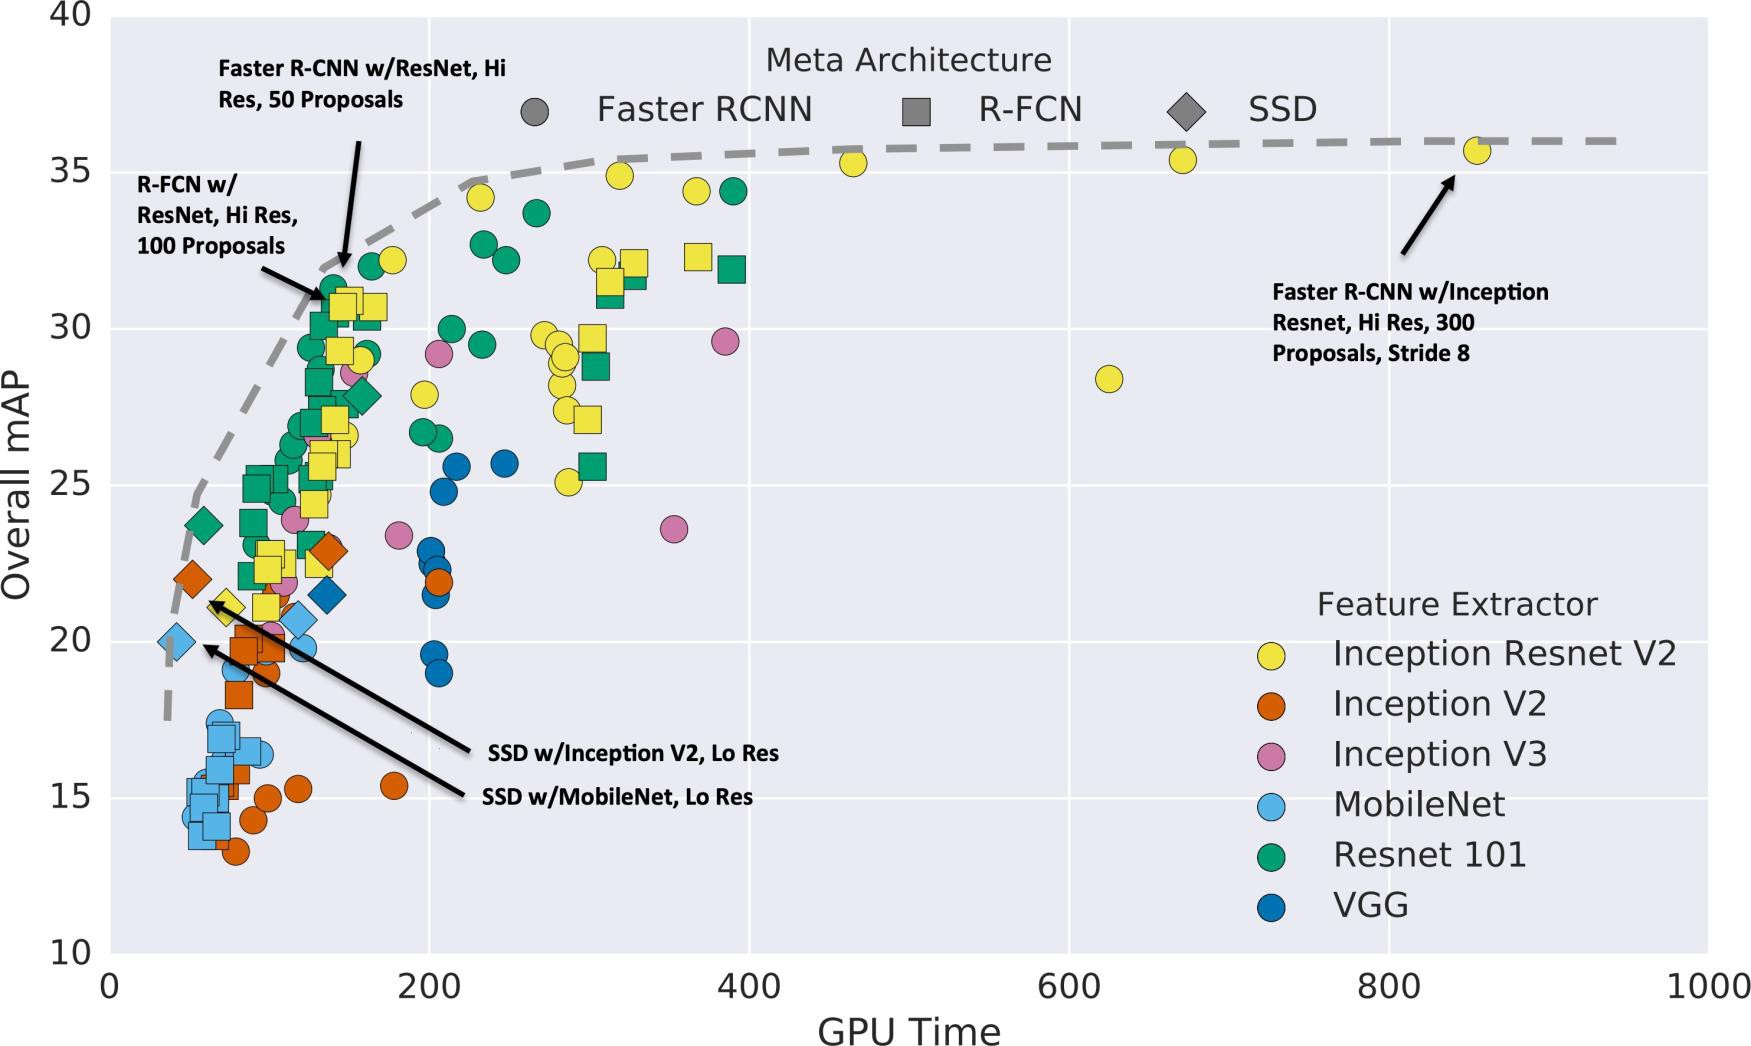 40
35
30
25
20
15
10
Overall mAP
0
200
400
600
800
1000
GPU Time
Meta Architecture
Faster RCNN
R-FCN
SSD
Faster R-CNN w/ResNet, Hi
Res, 50 Proposals
R-FCN w/
ResNet, Hi Res,
100 Proposals
Faster R-CNN w/Inception
Resnet, Hi Res, 300
Proposals, Stride 8
SSD w/Inception V2, Lo Res
SSD w/MobileNet, Lo Res
Feature Extractor
Inception Resnet V2
Inception V2
Inception V3
MobileNet
Resnet 101
VGG